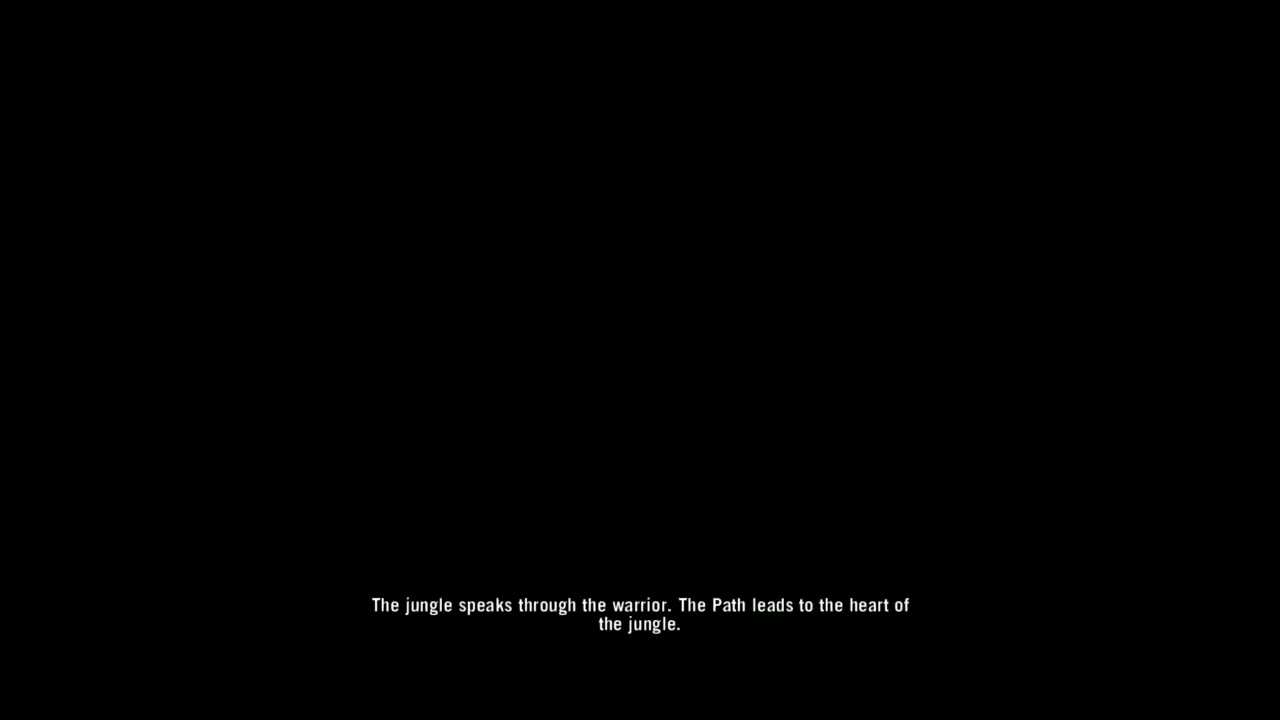 The jungle speaks through the warrior. The Path leads to the heart of
the jungle.